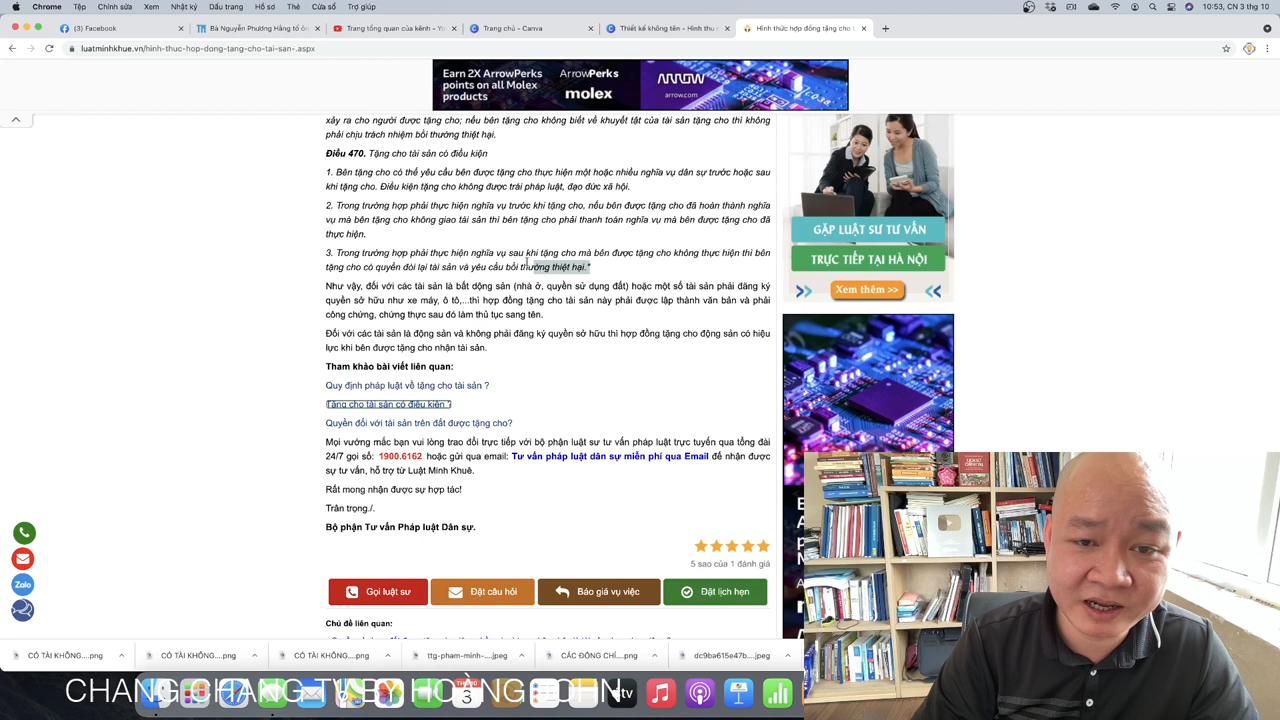 Chrome Tệp Chỉnh sửa Xem Nhật ký Dấu trang Hồ sơ Thẻ Cửa sổ Trợ giúp 10:53, CN 3 thg 10
(3) Facebook
Bà Nguyễn Phương Hằng tố ôn
Trang tổng quan của kênh - Yo
Trang chủ - Canva
Thiết kế không tên – Hình thu n
Hình thức hợp đồng tặng cho t
luatminhkhue.vn/hinh-thuc-hop-dong-tang-cho-tai-san-.aspx
Earn 2X ArrowPerks
points on all Molex
products
ArrowPerks
molex
ARROW
arrow.com
xảy ra cho người được tặng cho; nếu bên tặng cho không biết về khuyết tật của tài sản tặng cho thì không
phải chịu trách nhiệm bồi thường thiệt hại.
Điều 470. Tặng cho tài sản có điều kiện
1. Bên tặng cho có thể yêu cầu bên được tặng cho thực hiện một hoặc nhiều nghĩa vụ dân sự trước hoặc sau
khi tặng cho. Điều kiện tặng cho không được trái pháp luật, đạo đức xã hội.
2. Trong trường hợp phải thực hiện nghĩa vụ trước khi tặng cho, nếu bên được tặng cho đã hoàn thành nghĩa
vụ mà bên tặng cho không giao tài sản thì bên tặng cho phải thanh toán nghĩa vụ mà bên được tặng cho đã
thực hiện.
3. Trong trường hợp phải thực hiện nghĩa vụ sau khi tặng cho mà bên được tặng cho không thực hiện thì bên
tặng cho có quyền đòi lại tài sản và yêu cầu bồi thường thiệt hại."
Như vậy, đối với các tài sản là bất động sản (nhà ở, quyền sử dụng đất) hoặc một số tài sản phải đăng ký
quyền sở hữu như xe máy, ô tô,...thì hợp đồng tặng cho tài sản này phải được lập thành văn bản và phải
công chứng, chứng thực sau đó làm thủ tục sang tên.
Đối với các tài sản là động sản và không phải đăng ký quyền sở hữu thì hợp đồng tặng cho động sản có hiệu
lực khi bên được tặng cho nhận tài sản.
Tham khảo bài viết liên quan:
Quy định pháp luật về tặng cho tài sản ?
Tặng cho tài sản có điều kiện ?
Quyền đối với tài sản trên đất được tặng cho?
Mọi vướng mắc bạn vui lòng trao đổi trực tiếp với bộ phận luật sư tư vấn pháp luật trực tuyến qua tổng đài
24/7 gọi số: 1900.6162 hoặc gửi qua email: Tư vấn pháp luật dân sự miễn phí qua Email để nhận được
sự tư vấn, hỗ trợ từ Luật Minh Khuê.
Rất mong nhận được sự hợp tác!
Trân trọng./.
Bộ phận Tư vấn Pháp luật Dân sự.
5 sao của 1 đánh giá
Gọi luật sư
Đặt câu hỏi
Báo giá vụ việc
Đặt lịch hẹn
Chủ đề liên quan:
GẶP LUẬT SƯ TƯ VẤN
TRỰC TIẾP TẠI HÀ NỘI
Xem thêm >>
Zalo
CÓ TÀI KHÔNG....png
CÓ TÀI KHÔNG....png
CÓ TÀI KHÔNG....png
ttg-pham-minh-....jpeg
CÁC ĐỒNG CHÍ....png
dc9ba615e47b....jpeg
CHANG CHANG TV BY HOÀNG JOHN
3
tv